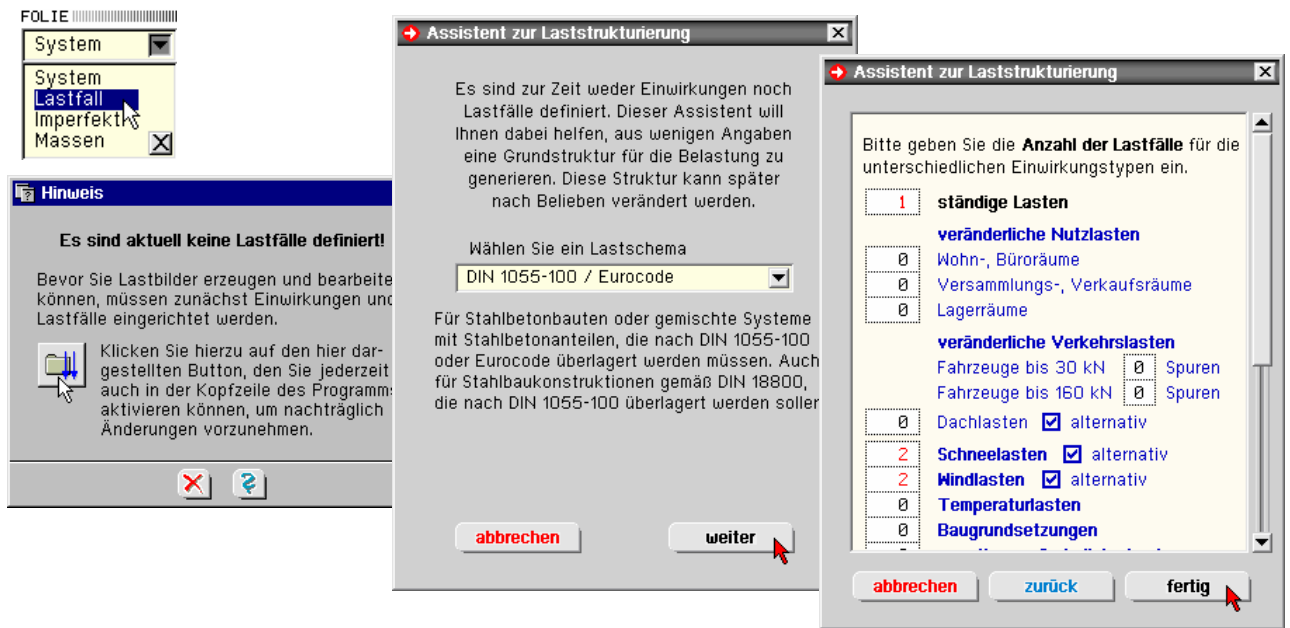 FOLIE
System
System
Lastfall
Imperfekti
Massen
Hinweis
Es sind aktuell keine Lastfälle definiert!
Bevor Sie Lastbilder erzeugen und bearbeite
können, müssen zunächst Einwirkungen und
Lastfälle eingerichtet werden.
Klicken Sie hierzu auf den hier dar-
gestellten Button, den Sie jederzeit
auch in der Kopfzeile des Programm
aktivieren können, um nachträglich
Änderungen vorzunehmen.
Assistent zur Laststrukturierung
Es sind zur Zeit weder Einwirkungen noch
Lastfälle definiert. Dieser Assistent will
Ihnen dabei helfen, aus wenigen Angaben
eine Grundstruktur für die Belastung zu
generieren. Diese Struktur kann später
nach Belieben verändert werden.
Wählen Sie ein Lastschema
DIN 1055-100 / Eurocode
Für Stahlbetonbauten oder gemischte Systeme
mit Stahlbetonanteilen, die nach DIN 1055-100
oder Eurocode überlagert werden müssen. Auch
für Stahlbaukonstruktionen gemäß DIN 18800,
die nach DIN 1055-100 überlagert werden soller
abbrechen weiter
Assistent zur Laststrukturierung
Bitte geben Sie die Anzahl der Lastfälle für die
unterschiedlichen Einwirkungstypen ein.
1 ständige Lasten
veränderliche Nutzlasten
0 Wohn-, Büroräume
0 Versammlungs-, Verkaufsräume
0 Lagerräume
veränderliche Verkehrslasten
Fahrzeuge bis 30 kN 0 Spuren
Fahrzeuge bis 160 kN 0 Spuren
0 Dachlasten alternativ
2 Schneelasten alternativ
2 Windlasten alternativ
0 Temperaturlasten
0 Baugrundsetzungen
abbrechen zurück fertig